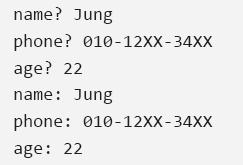 name? Jung
phone? 010-12XX-34XX
age? 22
name: Jung
phone: 010-12XX-34XX
age: 22